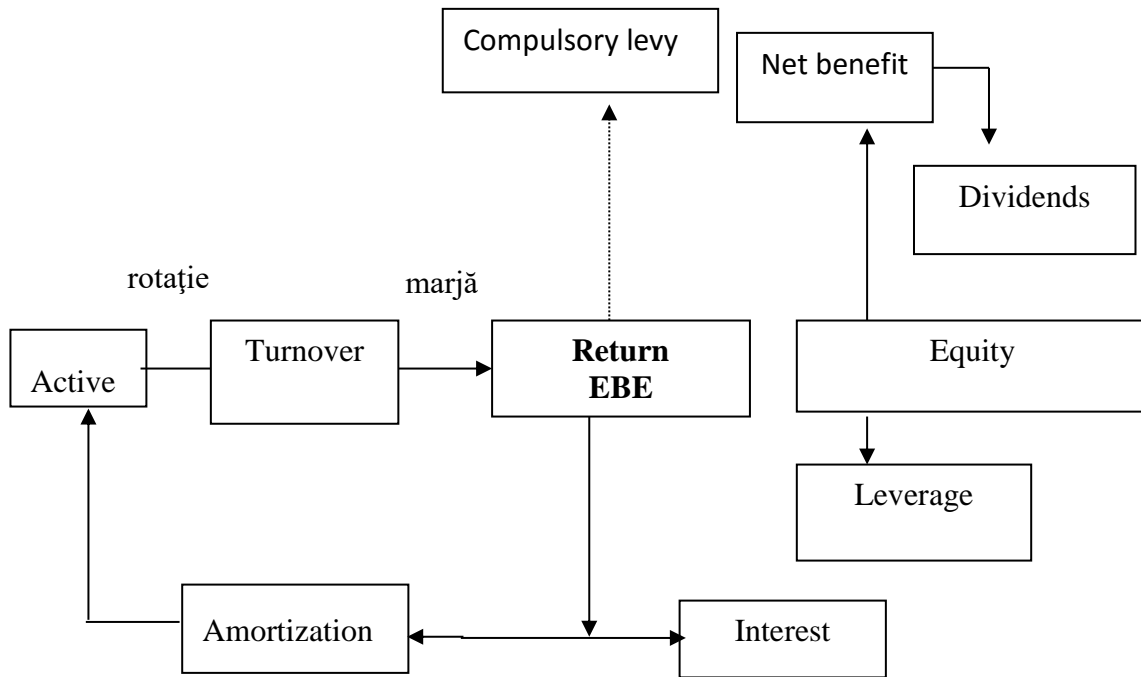 Compulsory levy
Net benefit
Dividends
rotaţie
marjă
Active
Turnover
Return
EBE
Equity
Leverage
Amortization
Interest